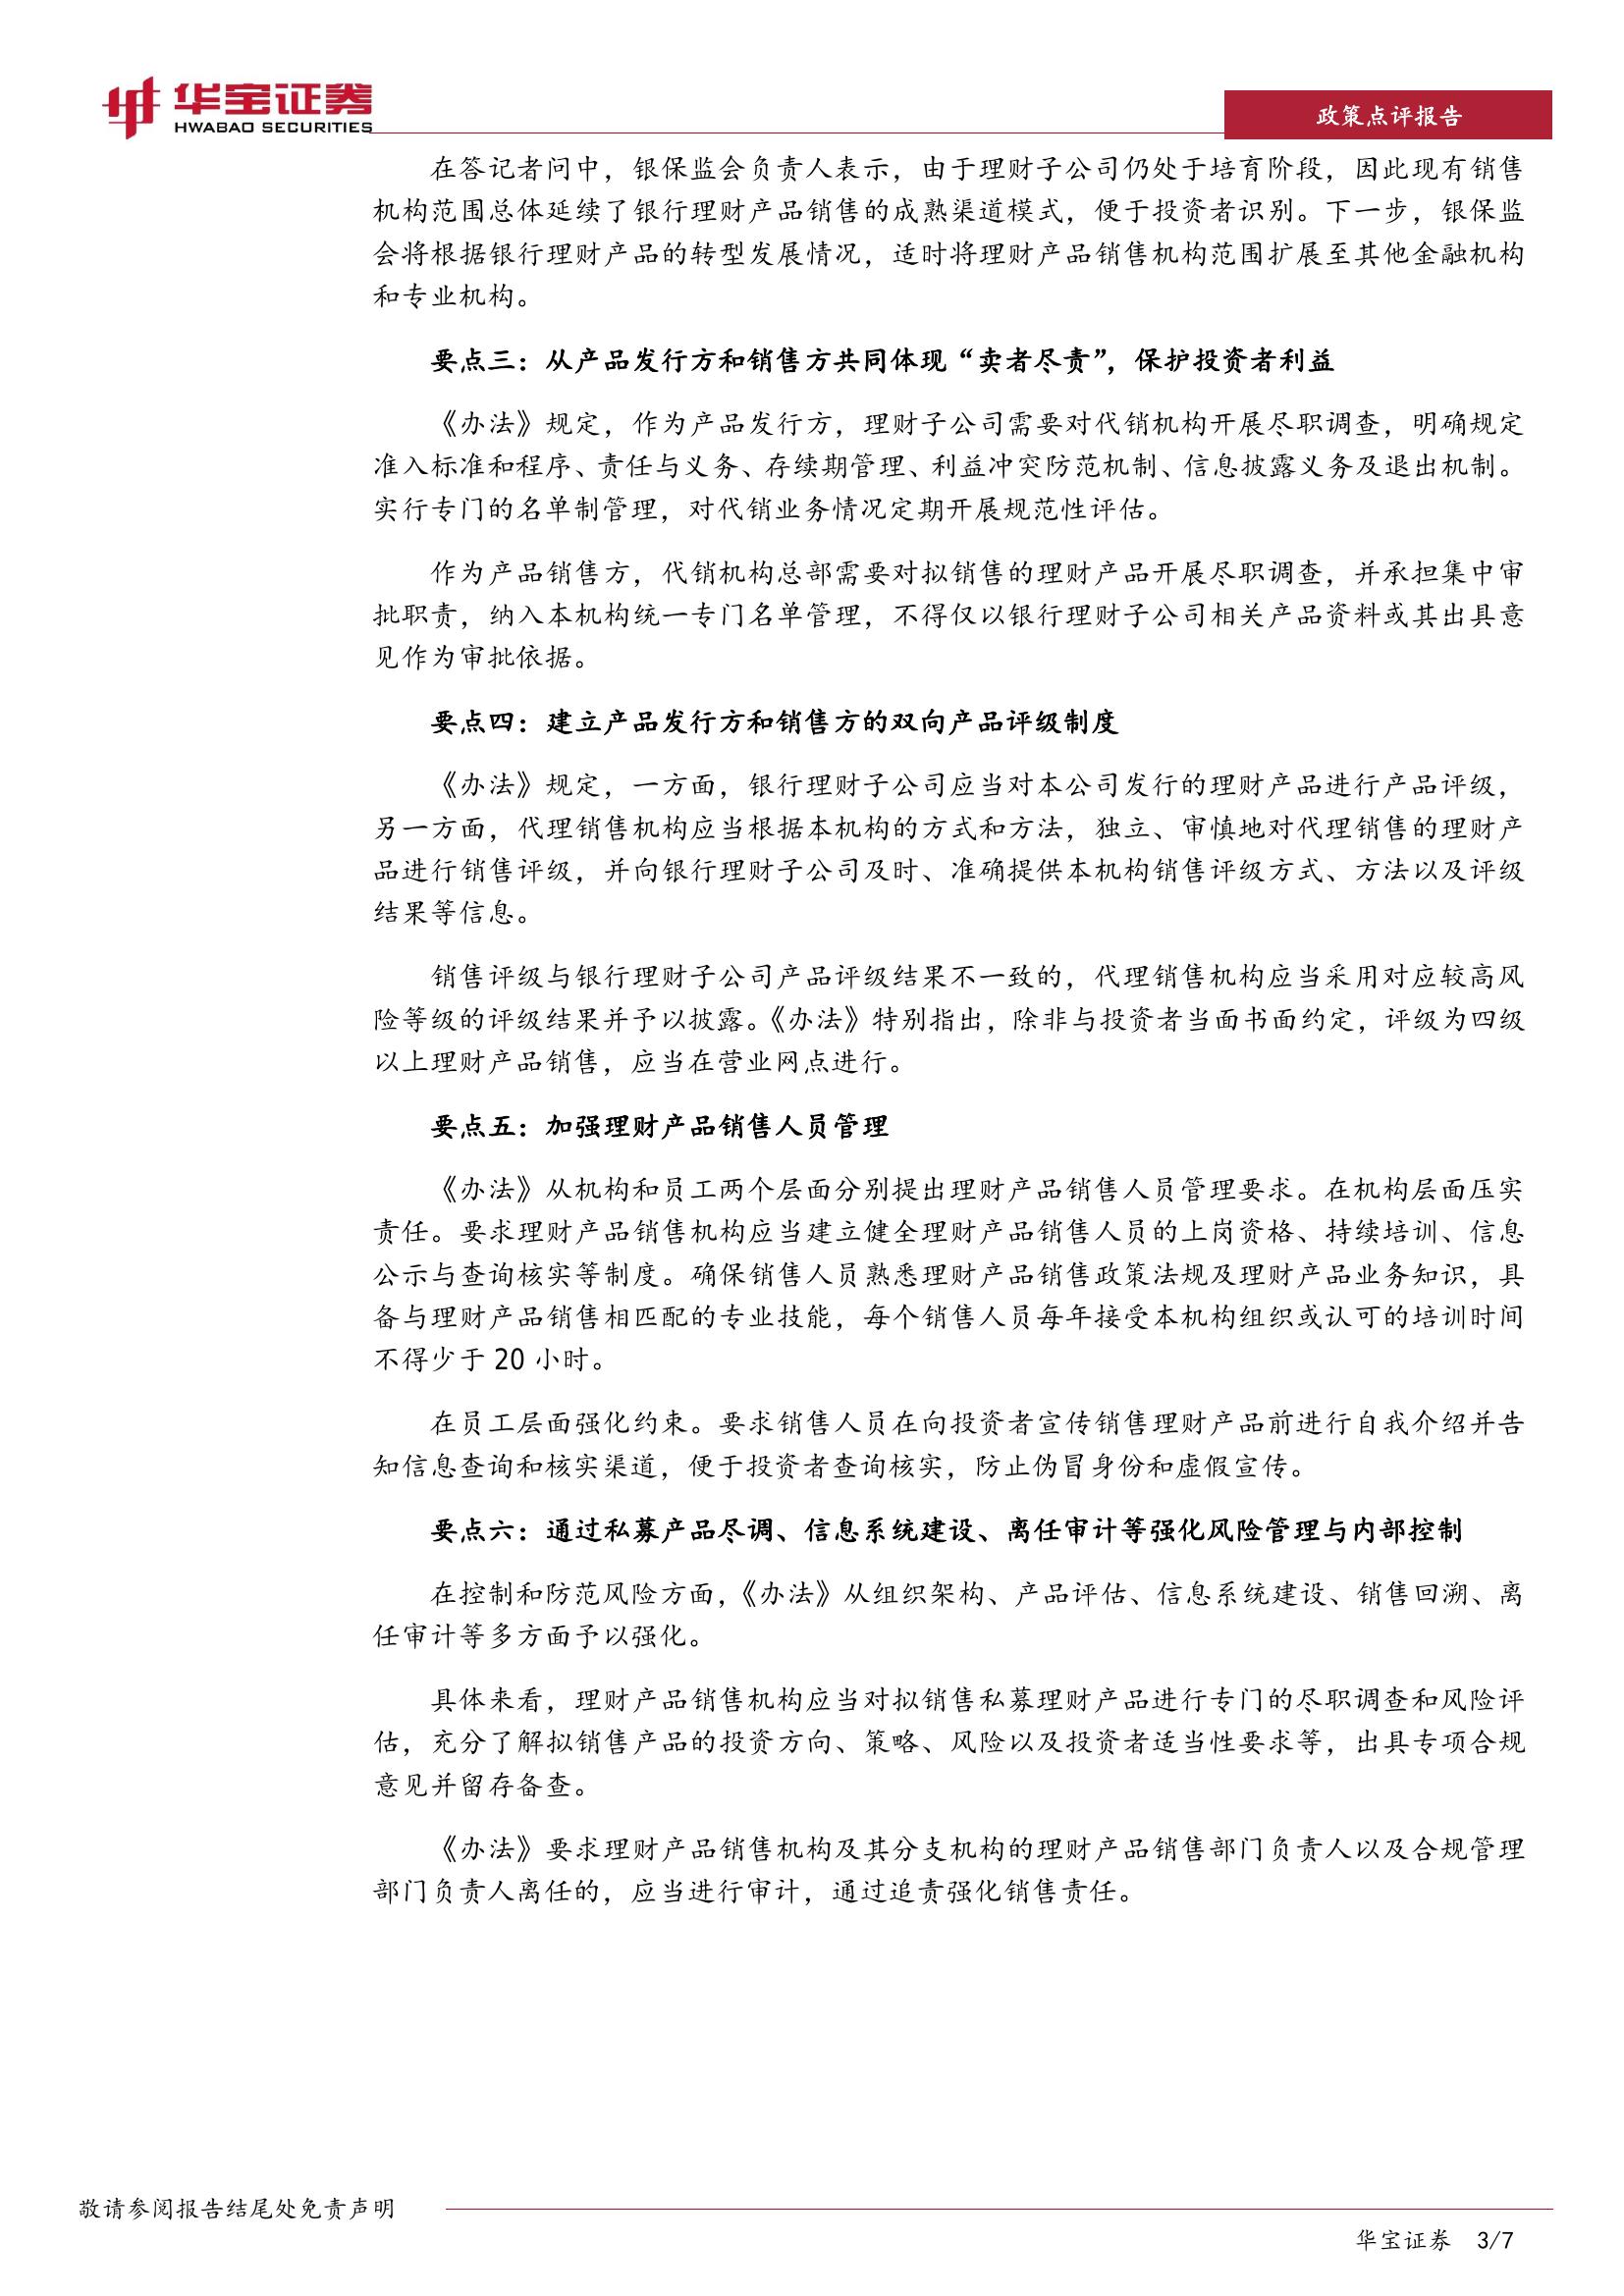 华宝证券
HWABAO SECURITIES
政策点评报告
在答记者问中，银保监会负责人表示，由于理财子公司仍处于培育阶段，因此现有销售
机构范围总体延续了银行理财产品销售的成熟渠道模式，便于投资者识别。下一步，银保监
会将根据银行理财产品的转型发展情况，适时将理财产品销售机构范围扩展至其他金融机构
和专业机构。
要点三：从产品发行方和销售方共同体现“卖者尽责”，保护投资者利益
《办法》规定，作为产品发行方，理财子公司需要对代销机构开展尽职调查，明确规定
准入标准和程序、责任与义务、存续期管理、利益冲突防范机制、信息披露义务及退出机制。
实行专门的名单制管理，对代销业务情况定期开展规范性评估。
作为产品销售方，代销机构总部需要对拟销售的理财产品开展尽职调查，并承担集中审
批职责，纳入本机构统一专门名单管理，不得仅以银行理财子公司相关产品资料或其出具意
见作为审批依据。
要点四：建立产品发行方和销售方的双向产品评级制度
《办法》规定，一方面，银行理财子公司应当对本公司发行的理财产品进行产品评级，
另一方面，代理销售机构应当根据本机构的方式和方法，独立、审慎地对代理销售的理财产
品进行销售评级，并向银行理财子公司及时、准确提供本机构销售评级方式、方法以及评级
结果等信息。
销售评级与银行理财子公司产品评级结果不一致的，代理销售机构应当采用对应较高风
险等级的评级结果并予以披露。《办法》特别指出，除非与投资者当面书面约定，评级为四级
以上理财产品销售，应当在营业网点进行。
要点五：加强理财产品销售人员管理
《办法》从机构和员工两个层面分别提出理财产品销售人员管理要求。在机构层面压实
责任。要求理财产品销售机构应当建立健全理财产品销售人员的上岗资格、持续培训、信息
公示与查询核实等制度。确保销售人员熟悉理财产品销售政策法规及理财产品业务知识，具
备与理财产品销售相匹配的专业技能，每个销售人员每年接受本机构组织或认可的培训时间
不得少于 20 小时。
在员工层面强化约束。要求销售人员在向投资者宣传销售理财产品前进行自我介绍并告
知信息查询和核实渠道，便于投资者查询核实，防止伪冒身份和虚假宣传。
要点六：通过私募产品尽调、信息系统建设、离任审计等强化风险管理与内部控制
在控制和防范风险方面，《办法》从组织架构、产品评估、信息系统建设、销售回溯、离
任审计等多方面予以强化。
具体来看，理财产品销售机构应当对拟销售私募理财产品进行专门的尽职调查和风险评
估，充分了解拟销售产品的投资方向、策略、风险以及投资者适当性要求等，出具专项合规
意见并留存备查。
《办法》要求理财产品销售机构及其分支机构的理财产品销售部门负责人以及合规管理
部门负责人离任的，应当进行审计，通过追责强化销售责任。
敬请参阅报告结尾处免责声明
华宝证券 3/7